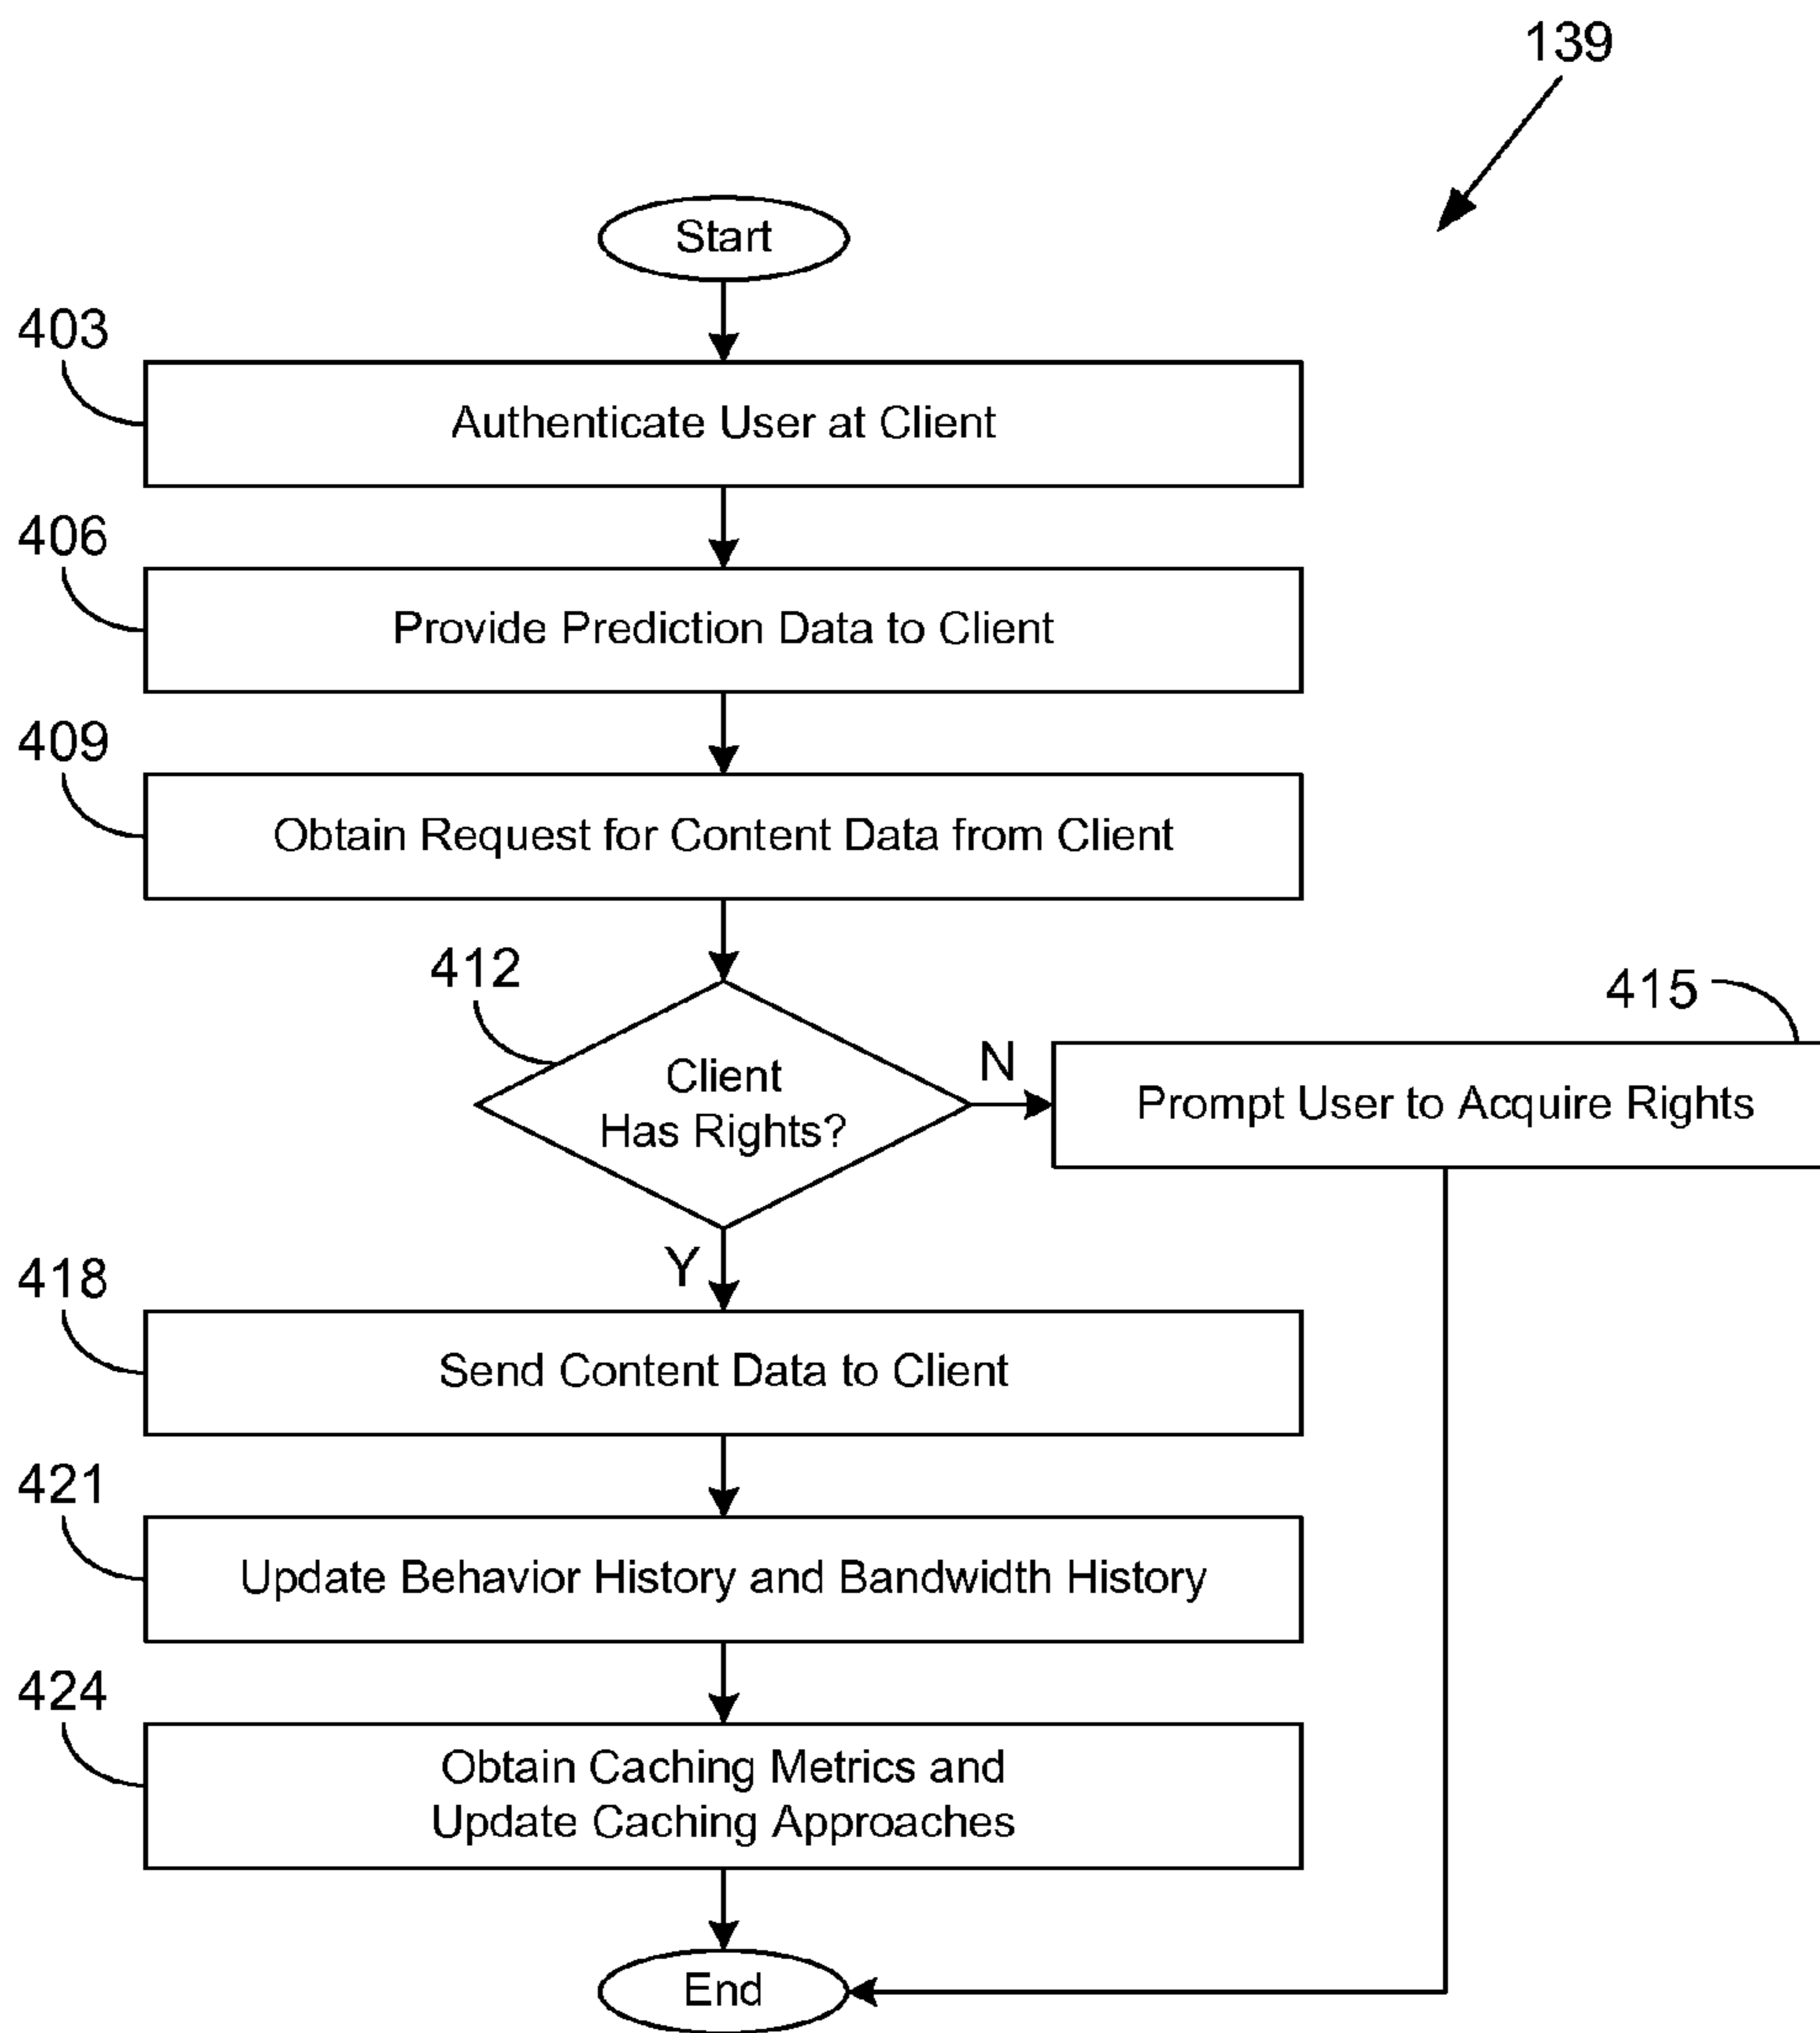 139
Start
403
Authenticate User at Client
406
Provide Prediction Data to Client
409
Obtain Request for Content Data from Client
412
Client
Has Rights?
N
415
Prompt User to Acquire Rights
Y
418
Send Content Data to Client
421
Update Behavior History and Bandwidth History
424
Obtain Caching Metrics and
Update Caching Approaches
End